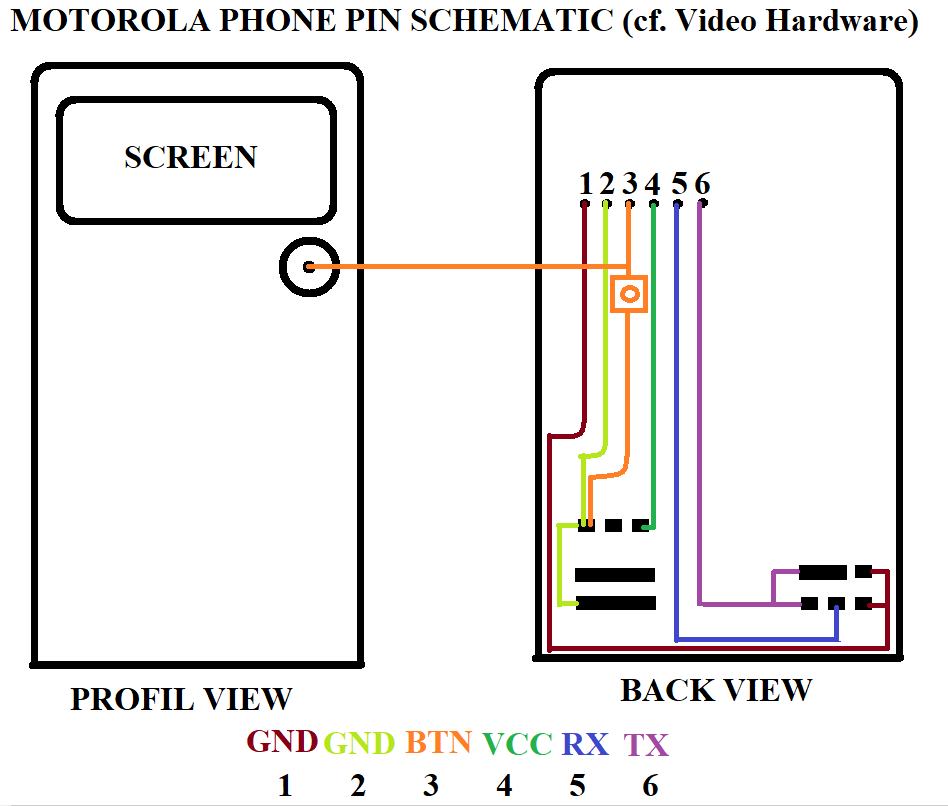 MOTOROLA PHONE PIN SCHEMATIC (cf. Video Hardware)
SCREEN
1 2 3 4 5 6
PROFIL VIEW
BACK VIEW
GND GND BTN VCC RX TX
1 2 3 4 5 6